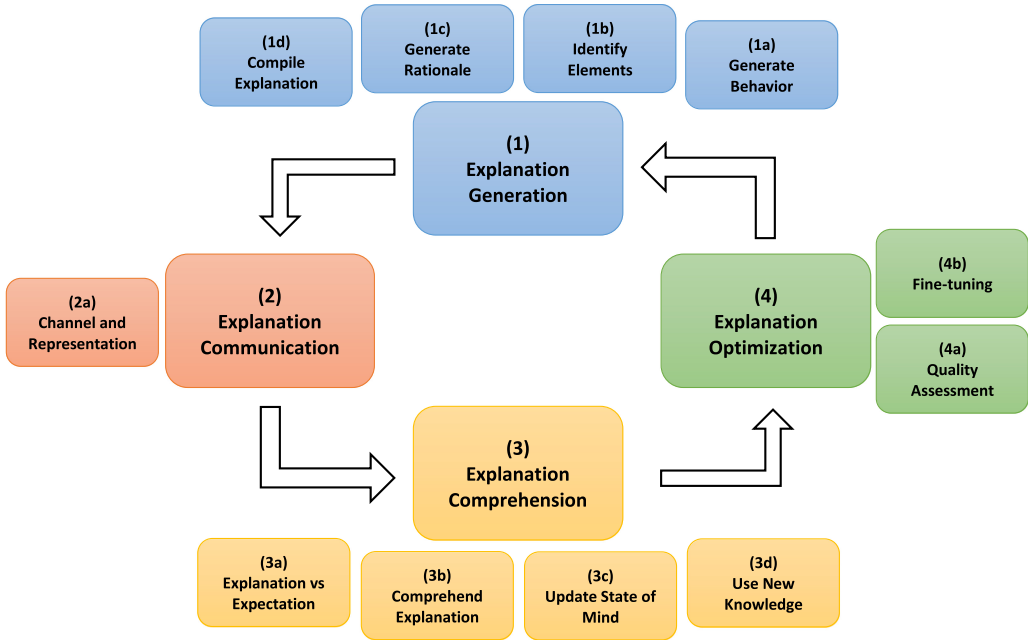 (1d)
Compile
Explanation
(1c)
Generate
Rationale
(1b)
Identify
Elements
(1a)
Generate
Behavior
(1)
Explanation
Generation
(2a)
Channel and
Representation
(2)
Explanation
Communication
(4)
Explanation
Optimization
(4b)
Fine-tuning
(4a)
Quality
Assessment
(3)
Explanation
Comprehension
(3a)
Explanation vs
Expectation
(3b)
Comprehend
Explanation
(3c)
Update State of
Mind
(3d)
Use New
Knowledge